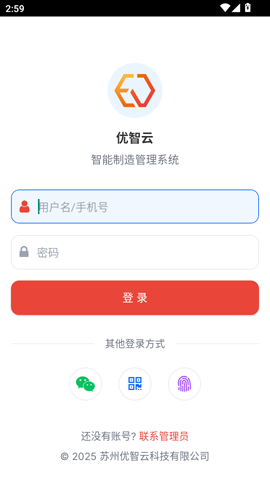 2:59
优智云
智能制造管理系统
用户名/手机号
密码
登 录
其他登录方式
还没有账号? 联系管理员
© 2025 苏州优智云科技有限公司